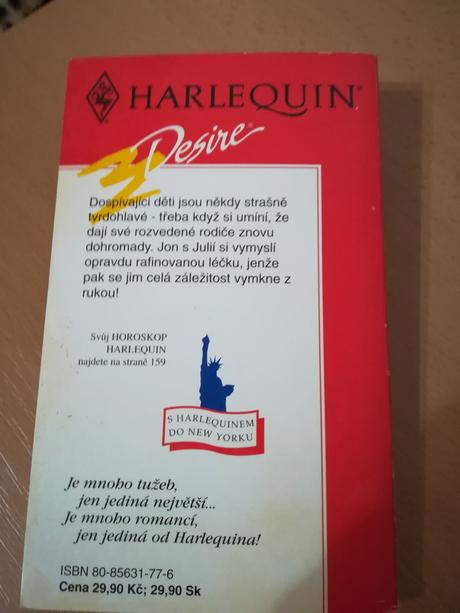 HARLEQUIN®
Desire®
Dospívající děti jsou někdy strašně
tvrdohlavé - třeba když si umíní, že
dají své rozvedené rodiče znovu
dohromady. Jon s Julií si vymyslí
opravdu rafinovanou léčku, jenže
pak se jim celá záležitost vymkne z
rukou!
Svůj HOROSKOP
HARLEQUIN
najdete na straně 159
S HARLEQUINEM
DO NEW YORKU
Je mnoho tužeb,
jen jediná největší...
Je mnoho romancí,
jen jediná od Harlequina!
ISBN 80-85631-77-6
Cena 29,90 Kč; 29,90 Sk